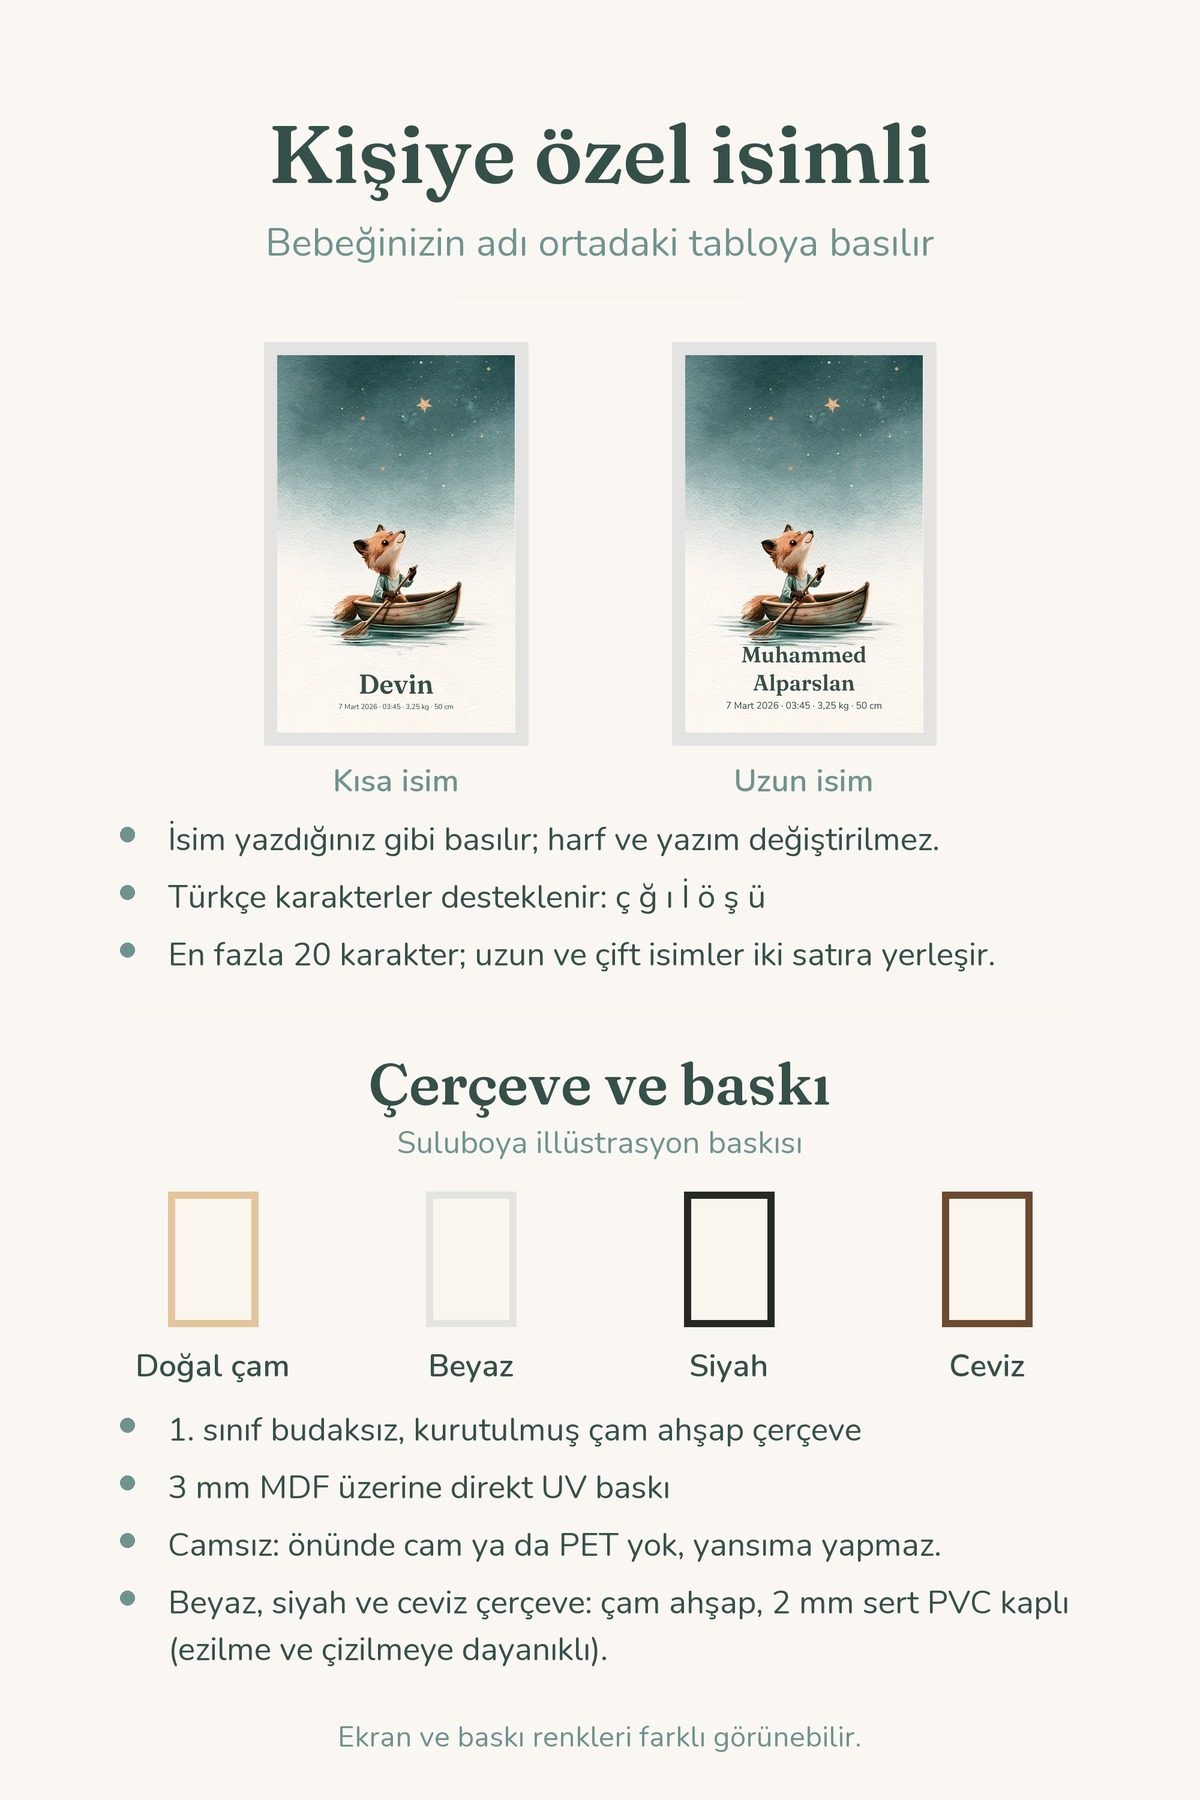 Kişiye özel isimli
Bebeğinizin adı ortadaki tabloya basılır
Devin
7 Mart 2026 · 03:45 · 3,25 kg · 50 cm
Muhammed
Alparslan
7 Mart 2026 · 03:45 · 3,25 kg · 50 cm
Kısa isim
Uzun isim
İsim yazdığınız gibi basılır; harf ve yazım değiştirilmez.
Türkçe karakterler desteklenir: ç ğ ı İ ö ş ü
En fazla 20 karakter; uzun ve çift isimler iki satıra yerleşir.
Çerçeve ve baskı
Suluboya illüstrasyon baskısı
Doğal çam
Beyaz
Siyah
Ceviz
1. sınıf budaksız, kurutulmuş çam ahşap çerçeve
3 mm MDF üzerine direkt UV baskı
Camsız: önünde cam ya da PET yok, yansıma yapmaz.
Beyaz, siyah ve ceviz çerçeve: çam ahşap, 2 mm sert PVC kaplı
(ezilme ve çizilmeye dayanıklı).
Ekran ve baskı renkleri farklı görünebilir.